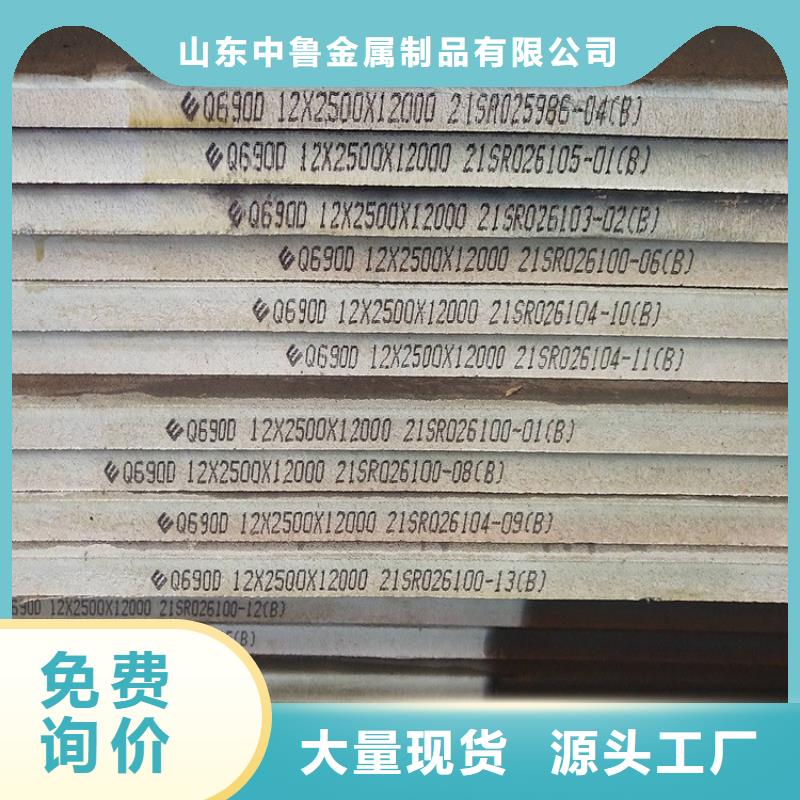 山东中鲁金属制品有限公司
Q690D 12X2500X12000 21SR025986-04(B)
Q690D 12X2500X12000 21SR026105-01(B)
Q690D 12X2500X12000 21SR026103-02(B)
Q690D 12X2500X12000 21SR026100-06(B)
Q690D 12X2500X12000 21SR026104-10(B)
Q690D 12X2500X12000 21SR026104-11(B)
Q690D 12X2500X12000 21SR026100-01(B)
Q690D 12X2500X12000 21SR026100-08(B)
Q690D 12X2500X12000 21SR026104-09(B)
Q690D 12X2500X12000 21SR026100-13(B)
690D 12X2500X12000 21SR026100-12(B)
(B)
免费
询价
大量现货 源头工厂